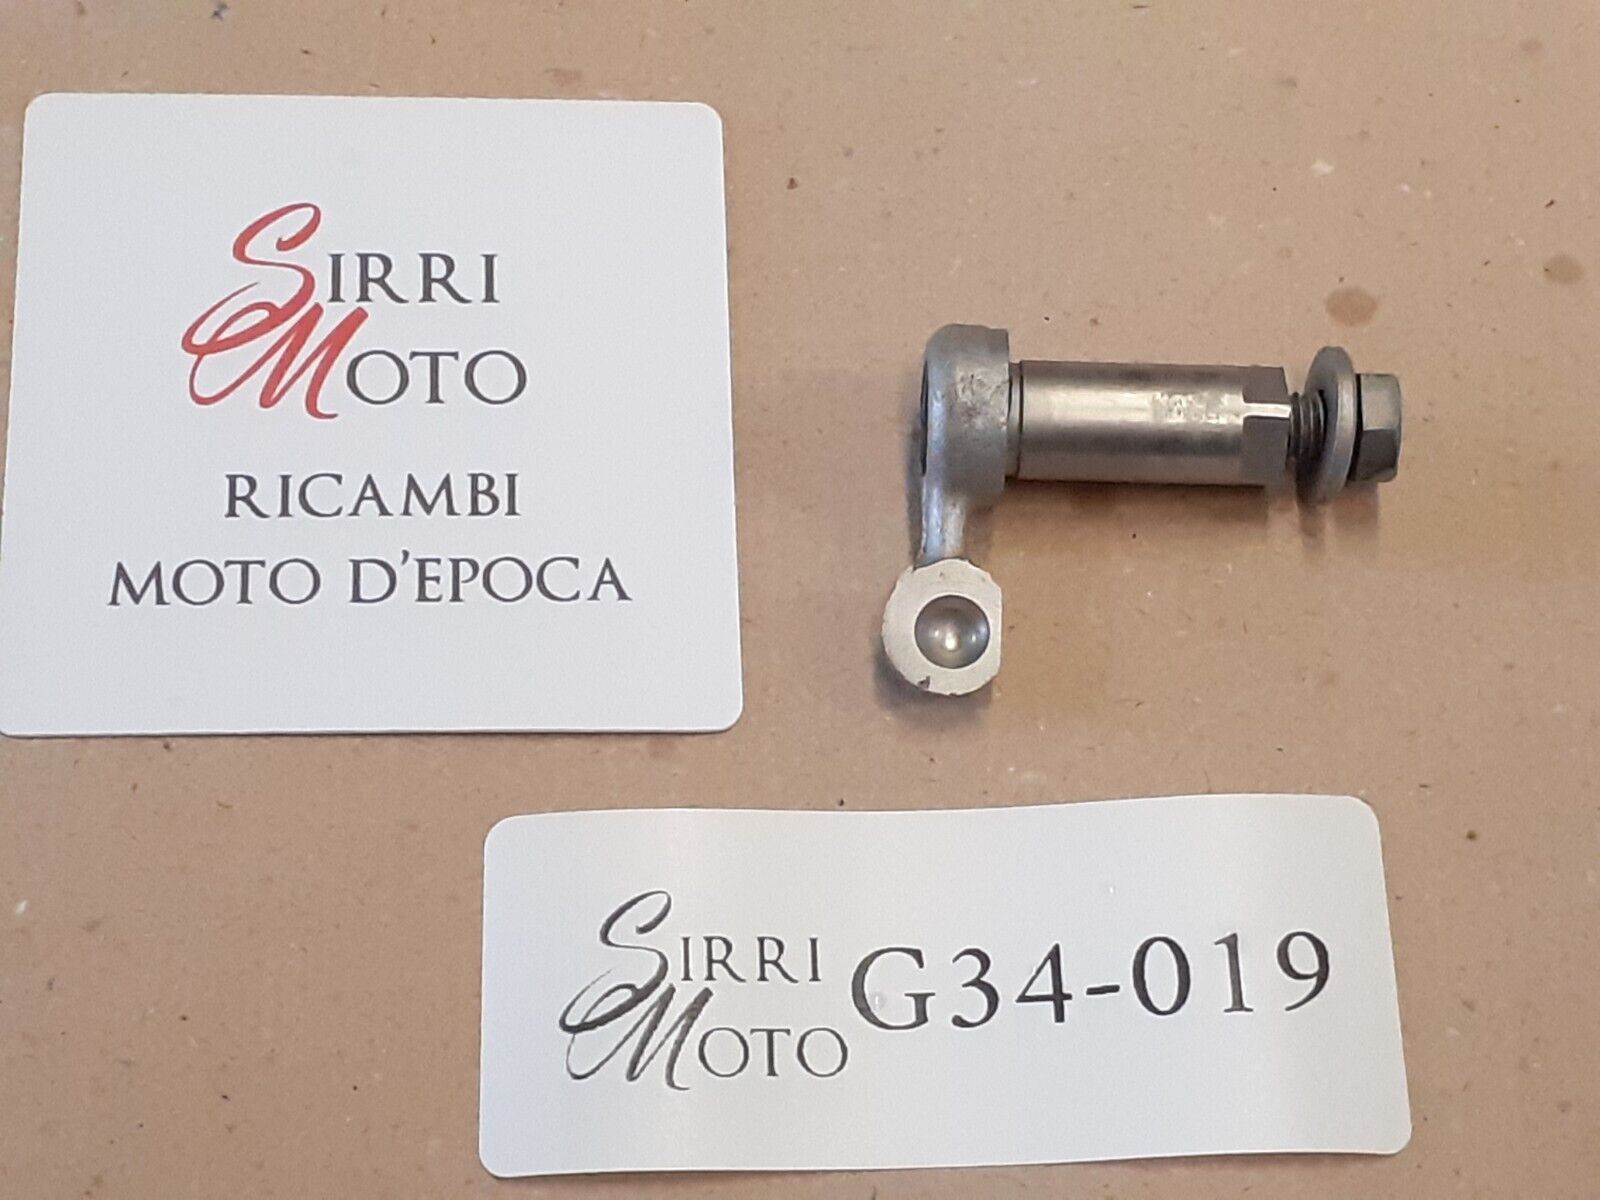 SIRRI
MOTO
RICAMBI
MOTO D'EPOCA
SIRRI
MOTO
G34-019